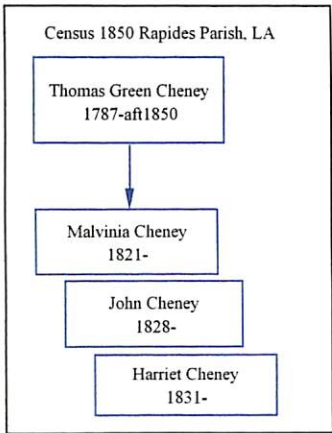 Census 1850 Rapides Parish, LA
Thomas Green Cheney
1787-aft1850
Malvinia Cheney
1821-
John Cheney
1828-
Harriet Cheney
1831-